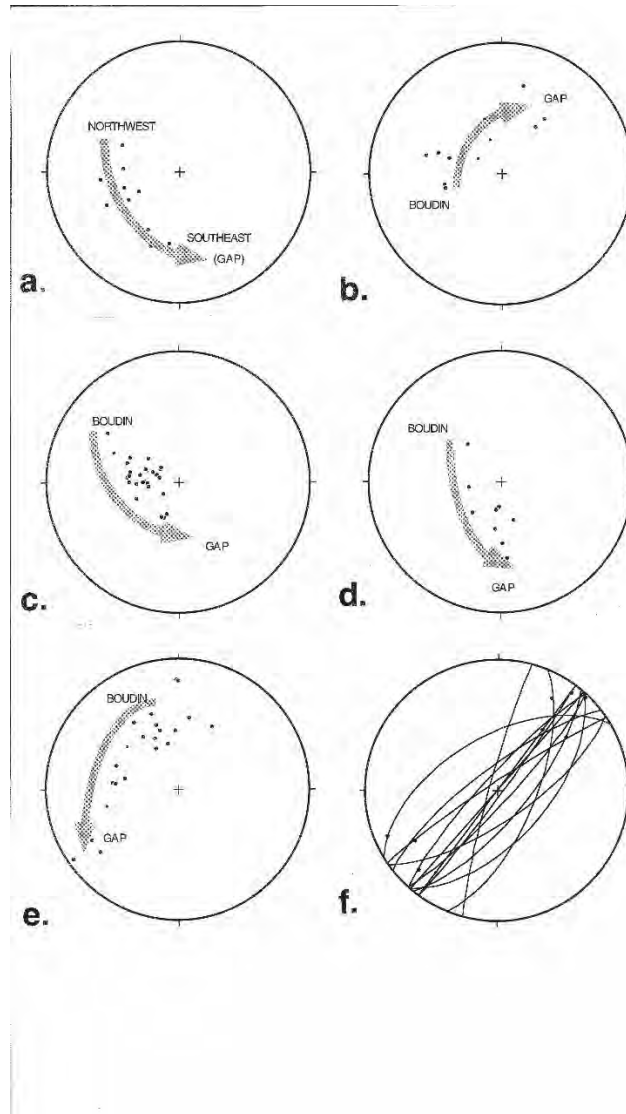 NORTHWEST
SOUTHEAST
(GAP)
a.
GAP
BOUDIN
b.
BOUDIN
GAP
c.
BOUDIN
GAP
d.
BOUDIN
GAP
e.
f.